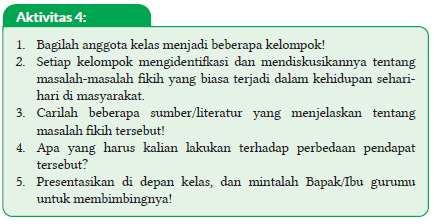 Aktivitas 4:
1. Bagilah anggota kelas menjadi beberapa kelompok!
2. Setiap kelompok mengidentifkasi dan mendiskusikannya tentang
masalah-masalah fikih yang biasa terjadi dalam kehidupan sehari-
hari di masyarakat.
3. Carilah beberapa sumber/literatur yang menjelaskan tentang
masalah fikih tersebut!
4. Apa yang harus kalian lakukan terhadap perbedaan pendapat
tersebut?
5. Presentasikan di depan kelas, dan mintalah Bapak/Ibu gurumu
untuk membimbingnya!